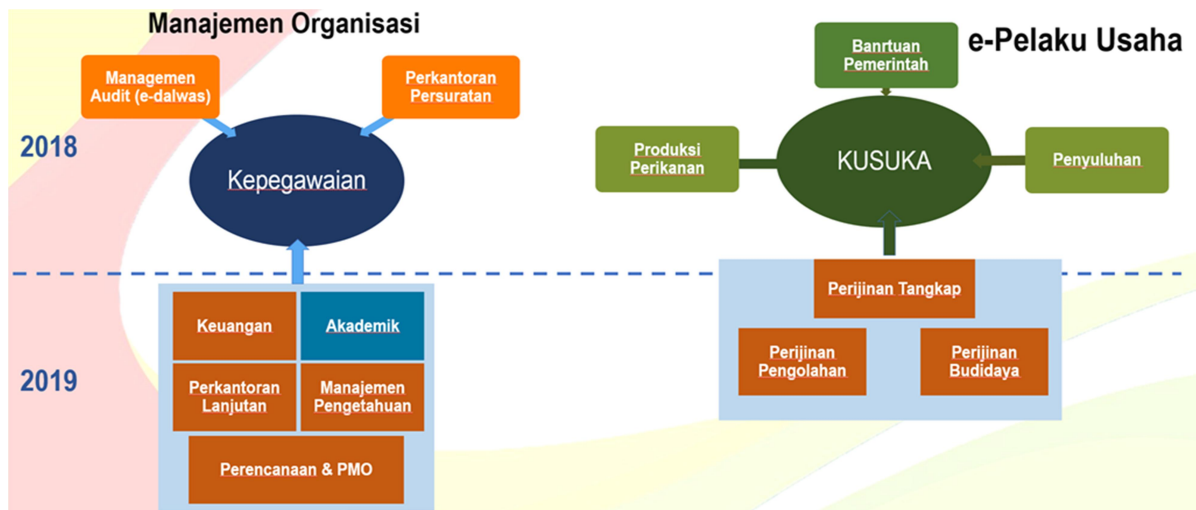 Manajemen Organisasi
e-Pelaku Usaha
Managemen
Audit (e-dalwas)
Perkantoran
Persuratan
Banrtuan
Pemerintah
2018
Kepegawaian
Produksi
Perikanan
KUSUKA
Penyuluhan
2019
Keuangan
Akademik
Perkantoran
Lanjutan
Manajemen
Pengetahuan
Perencanaan & PMO
Perijinan Tangkap
Perijinan
Pengolahan
Perijinan
Budidaya